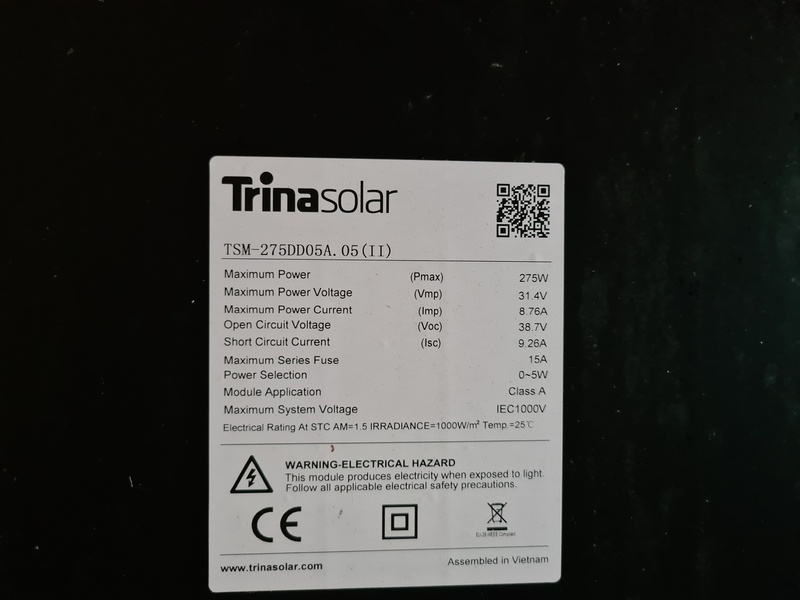 Trinasolar
TSM-275DD05A.05(II)
Maximum Power (Pmax) 275W
Maximum Power Voltage (Vmp) 31.4V
Maximum Power Current (Imp) 8.76A
Open Circuit Voltage (Voc) 38.7V
Short Circuit Current (Isc) 9.26A
Maximum Series Fuse 15A
Power Selection 0~5W
Module Application Class A
Maximum System Voltage IEC1000V
Electrical Rating At STC AM=1.5 IRRADIANCE=1000W/m² Temp.=25℃
WARNING-ELECTRICAL HAZARD
This module produces electricity when exposed to light.
Follow all applicable electrical safety precautions.
CE
www.trinasolar.com Assembled in Vietnam